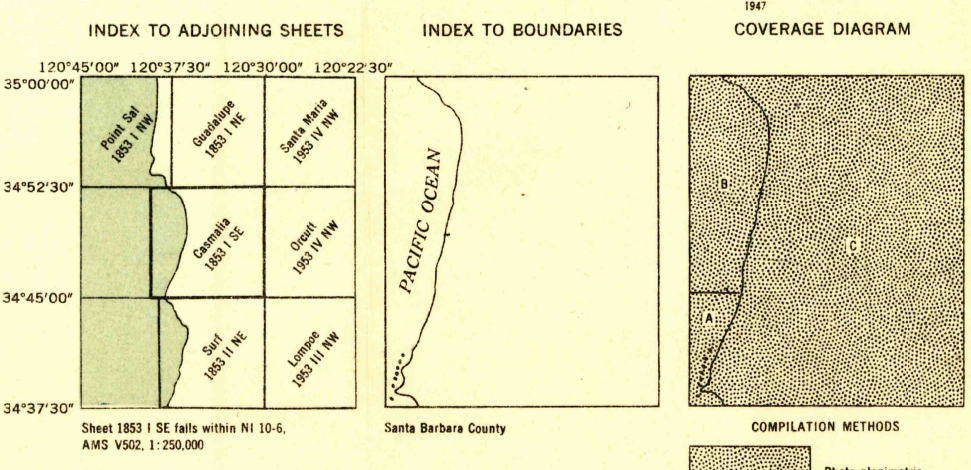 1947
INDEX TO ADJOINING SHEETS
120°45'00" 120°37'30" 120°30'00" 120°22'30"
35°00'00"
34°52'30"
34°45'00"
34°37'30"
Point Sal
1853 I NW
Guadalupe
1853 I NE
Santa Maria
1953 IV NW
Casmalia
1853 I SE
Orcutt
1953 IV NW
Surf
1853 II NE
Lompoc
1953 III NW
Sheet 1853 I SE falls within NI 10-6,
AMS V502, 1:250,000
INDEX TO BOUNDARIES
PACIFIC OCEAN
Santa Barbara County
COVERAGE DIAGRAM
B
C
A
COMPILATION METHODS